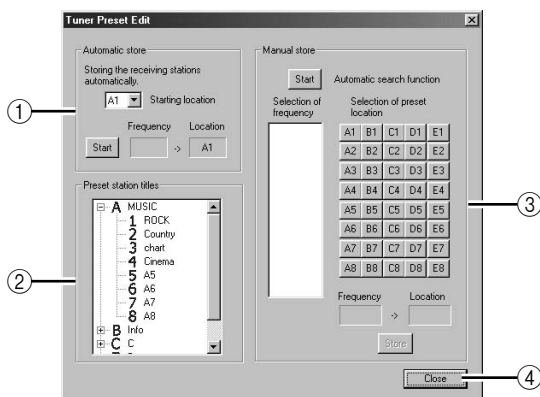 Tuner Preset Edit
Automatic store
Storing the receiving stations
automatically.
A1 Starting location
Frequency Location
Start -> A1
Preset station titles
A MUSIC
1 ROCK
2 Country
3 chart
4 Cinema
5 A5
6 A6
7 A7
8 A8
B Info
C C
Manual store
Start Automatic search function
Selection of
frequency
Selection of preset
location
A1 B1 C1 D1 E1
A2 B2 C2 D2 E2
A3 B3 C3 D3 E3
A4 B4 C4 D4 E4
A5 B5 C5 D5 E5
A6 B6 C6 D6 E6
A7 B7 C7 D7 E7
A8 B8 C8 D8 E8
Frequency Location
->
Store
Close
1
2
3
4